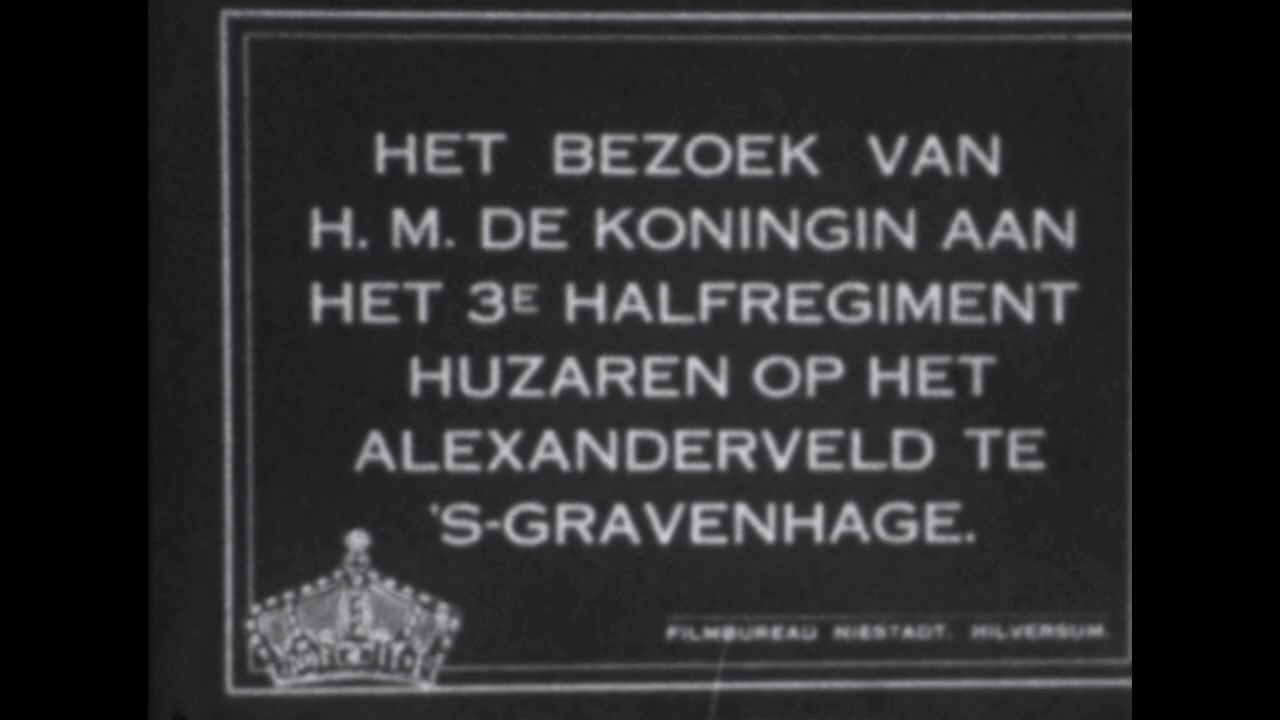 HET BEZOEK VAN
H. M. DE KONINGIN AAN
HET 3E HALFREGIMENT
HUZAREN OP HET
ALEXANDERVELD TE
'S-GRAVENHAGE.
FILMBUREAU NIESTADT. HILVERSUM.